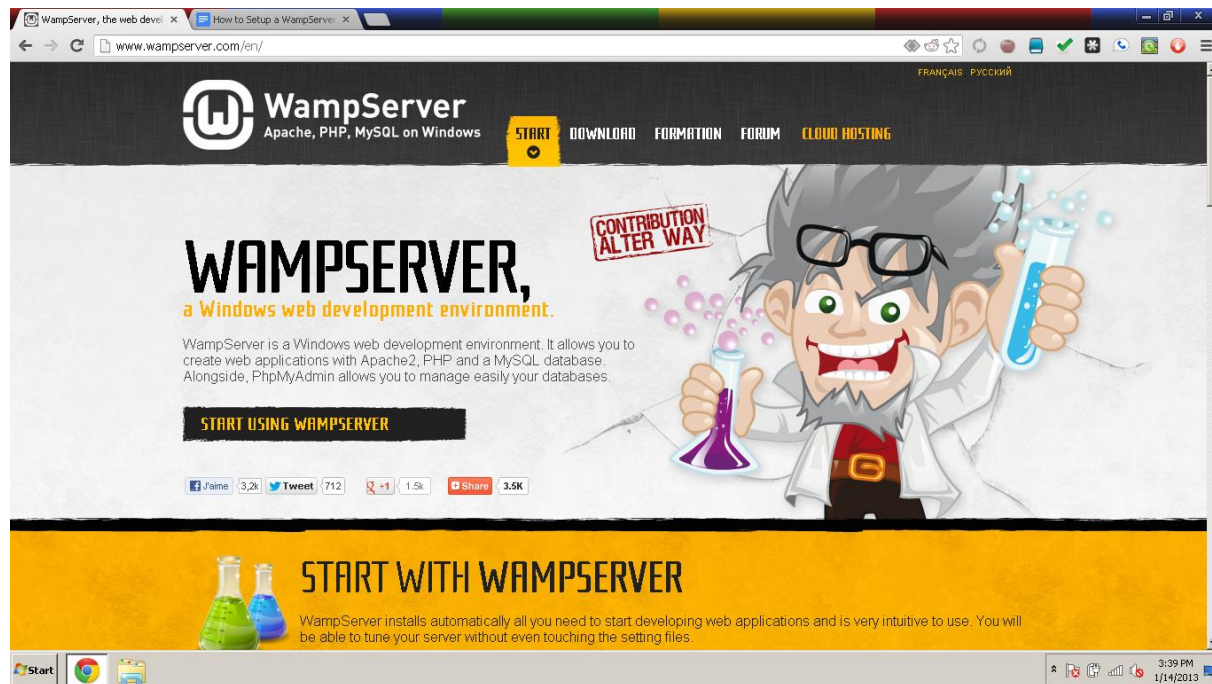 WampServer, the web devel
How to Setup a WampServe
www.wampserver.com/en/
FRANÇAIS РУССКИЙ
WampServer
Apache, PHP, MySQL on Windows
START DOWNLOAD FORMATION FORUM CLOUD HOSTING
CONTRIBUTION
ALTER WAY
WAMPSERVER,
a Windows web development environment.
WampServer is a Windows web development environment. It allows you to
create web applications with Apache2, PHP and a MySQL database.
Alongside, PhpMyAdmin allows you to manage easily your databases.
START USING WAMPSERVER
J'aime 3,2k Tweet 712 +1 1.5k Share 3.5K
START WITH WAMPSERVER
WampServer installs automatically all you need to start developing web applications and is very intuitive to use. You will
be able to tune your server without even touching the setting files.
Start
3:39 PM
1/14/2013